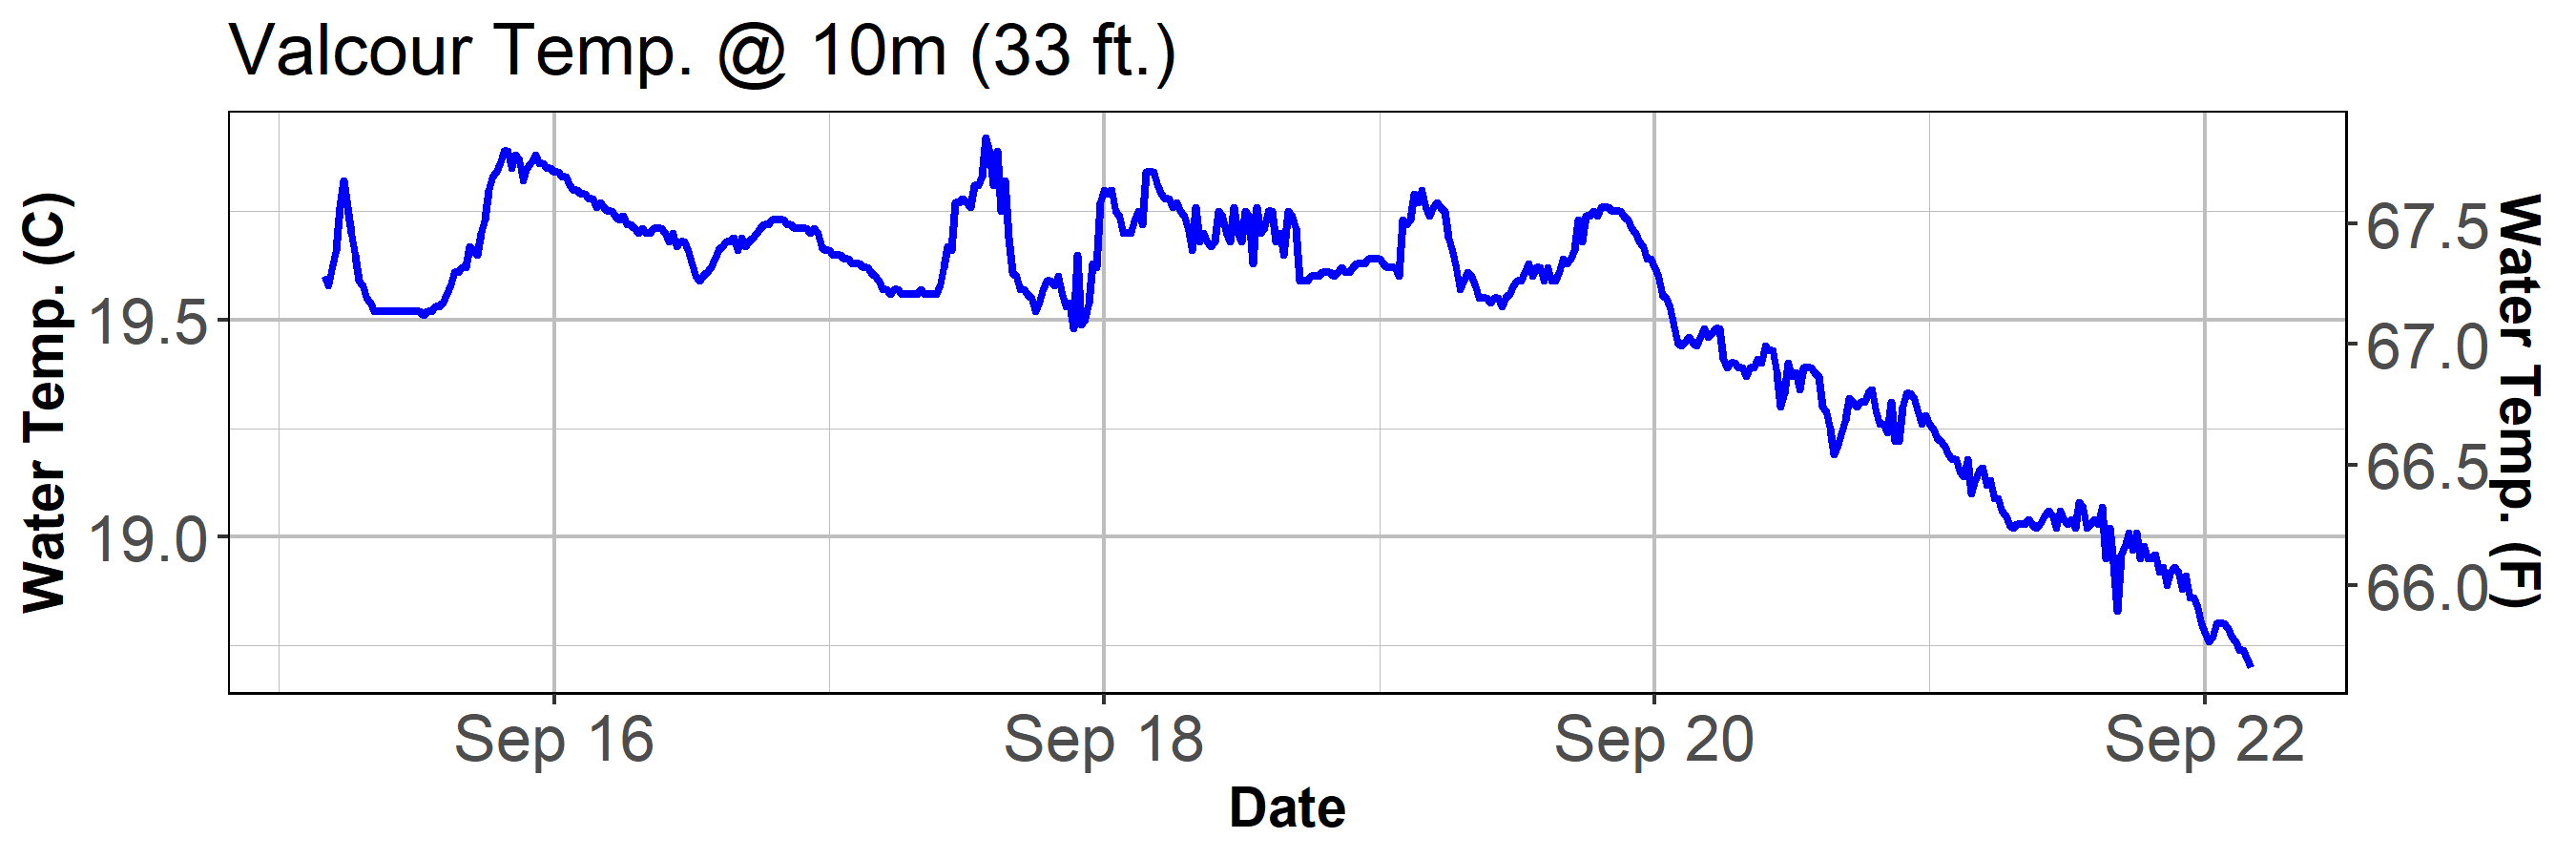 Valcour Temp. @ 10m (33 ft.)
Water Temp. (C)
19.5
19.0
67.5
67.0
66.5
66.0
Water Temp. (F)
Sep 16
Sep 18
Sep 20
Sep 22
Date